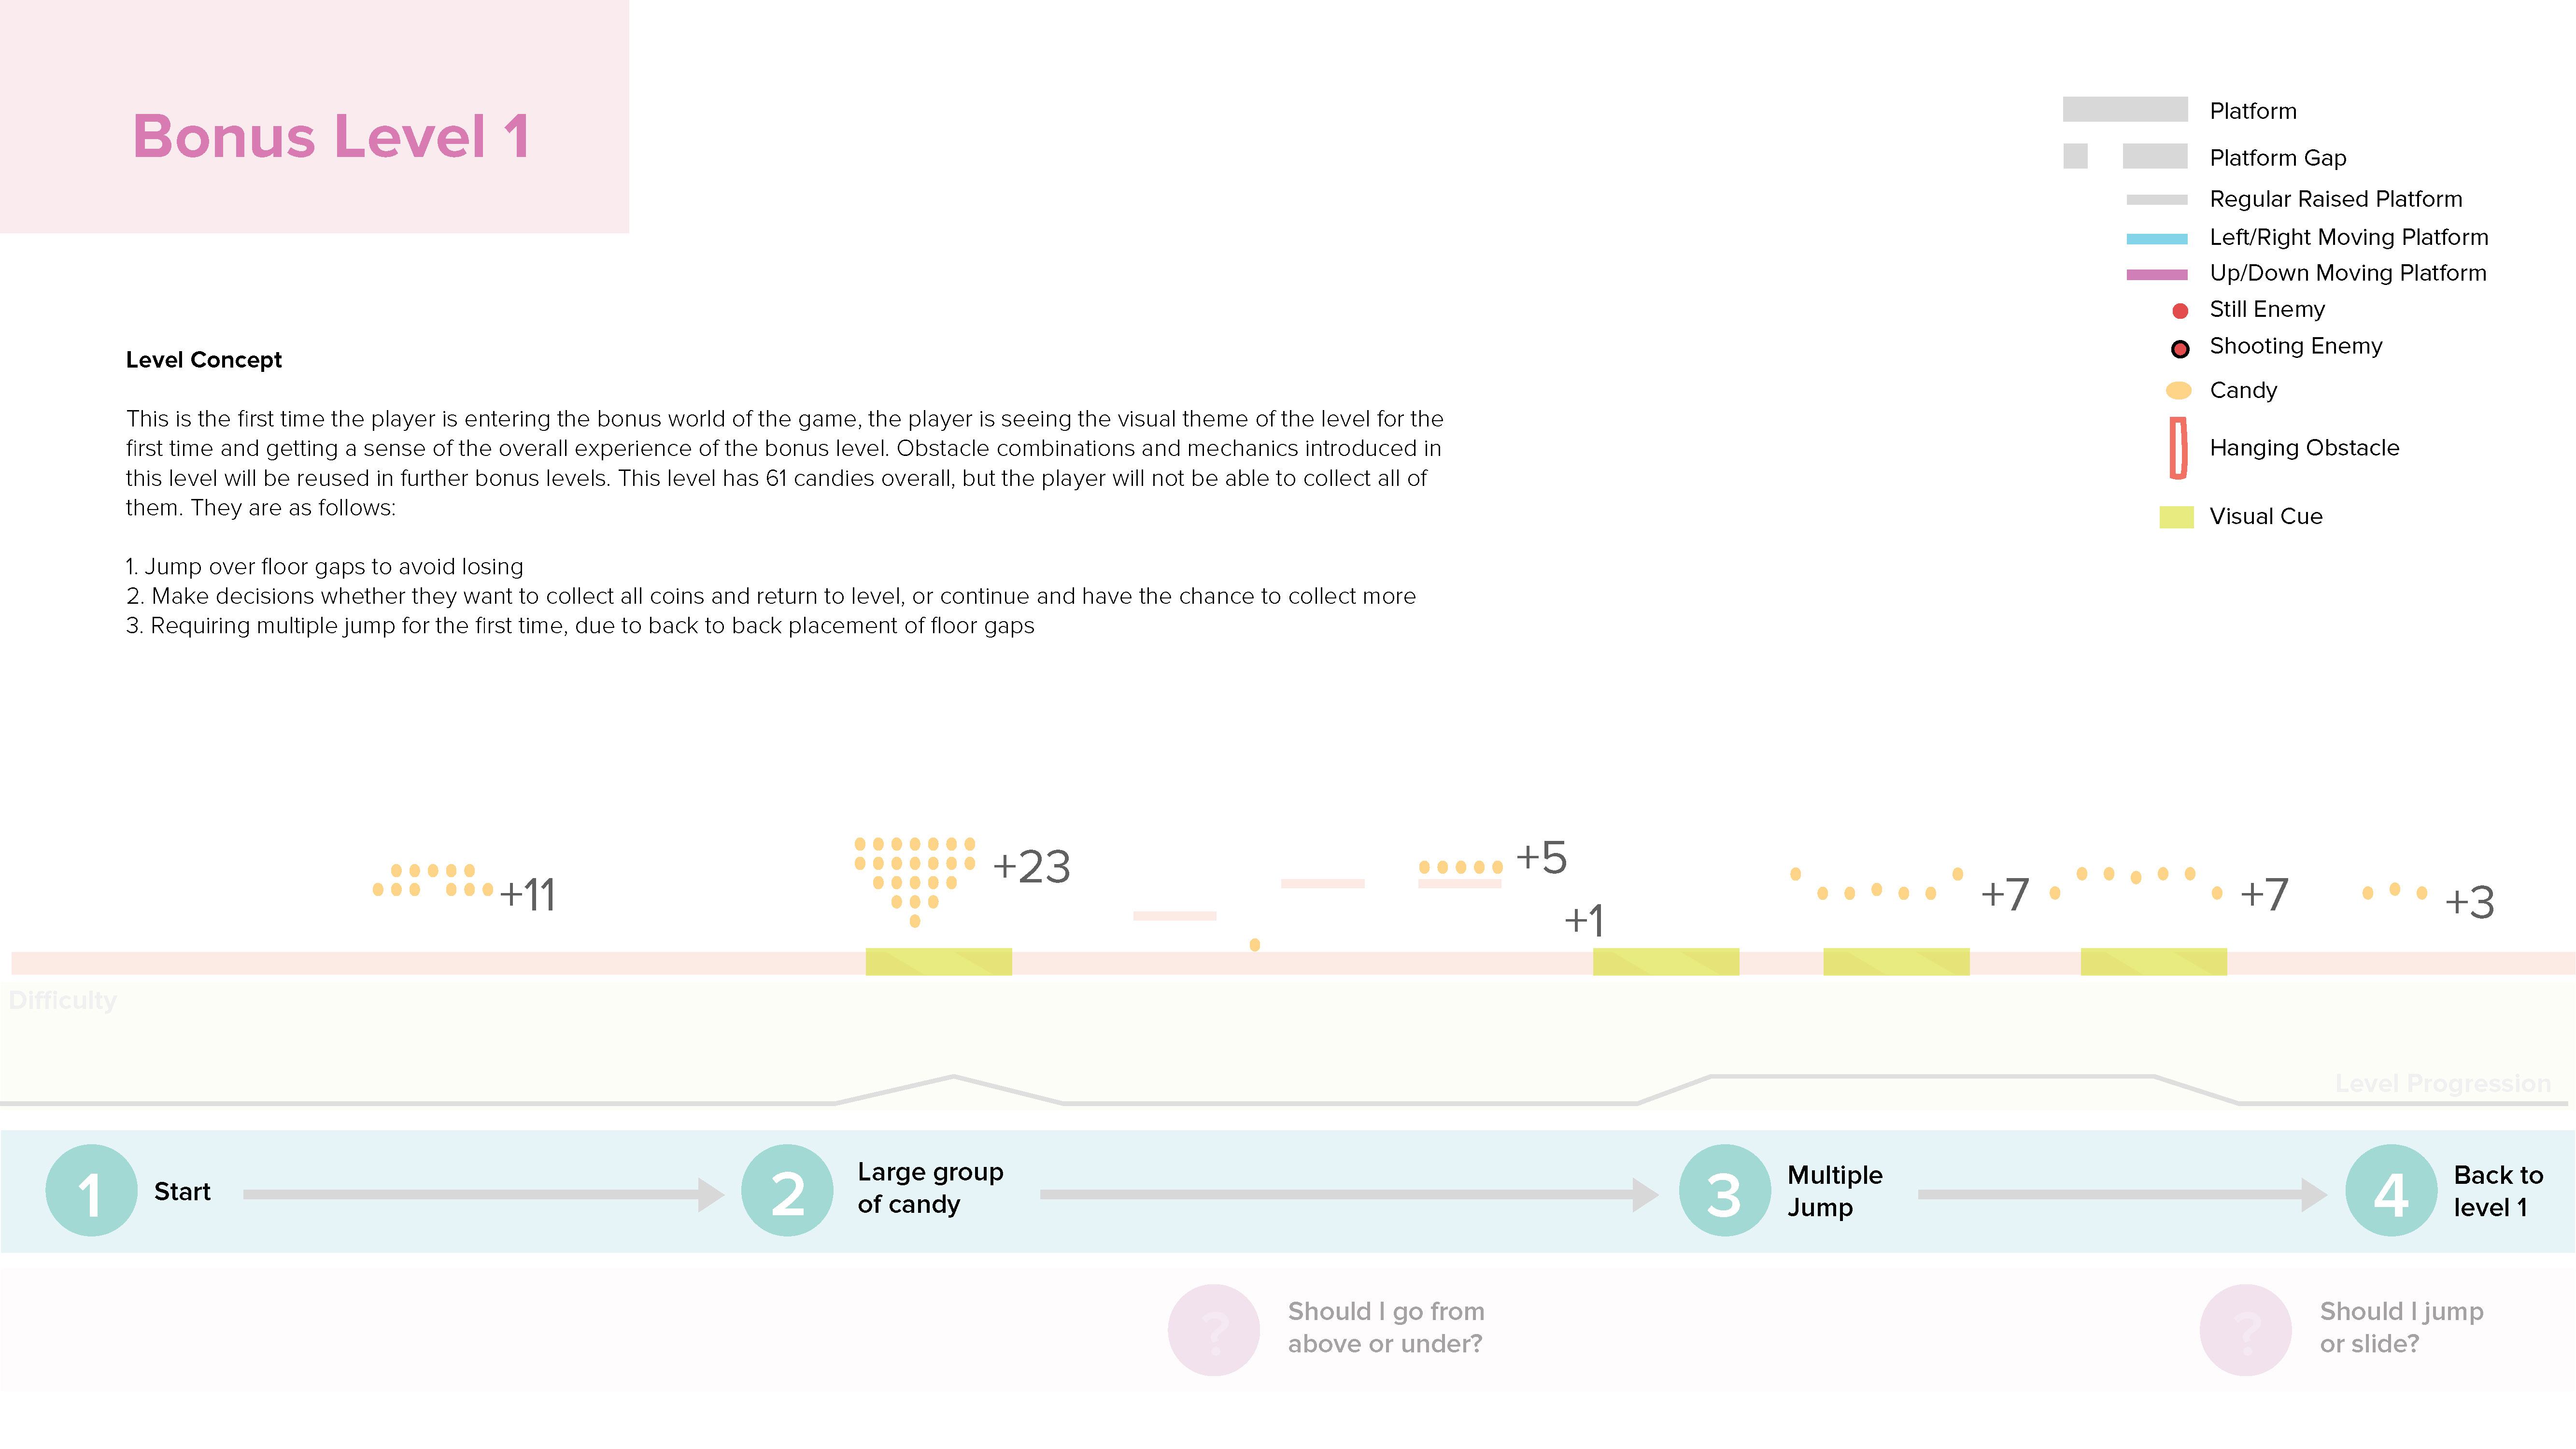 Bonus Level 1
Platform
Platform Gap
Regular Raised Platform
Left/Right Moving Platform
Up/Down Moving Platform
Still Enemy
Shooting Enemy
Candy
Hanging Obstacle
Visual Cue
Level Concept
This is the first time the player is entering the bonus world of the game, the player is seeing the visual theme of the level for the
first time and getting a sense of the overall experience of the bonus level. Obstacle combinations and mechanics introduced in
this level will be reused in further bonus levels. This level has 61 candies overall, but the player will not be able to collect all of
them. They are as follows:
1. Jump over floor gaps to avoid losing
2. Make decisions whether they want to collect all coins and return to level, or continue and have the chance to collect more
3. Requiring multiple jump for the first time, due to back to back placement of floor gaps
+11
+23
+5
+1
+7
+7
+3
Difficulty
Level Progression
1
Start
2
Large group
of candy
3
Multiple
Jump
4
Back to
level 1
?
Should I go from
above or under?
?
Should I jump
or slide?